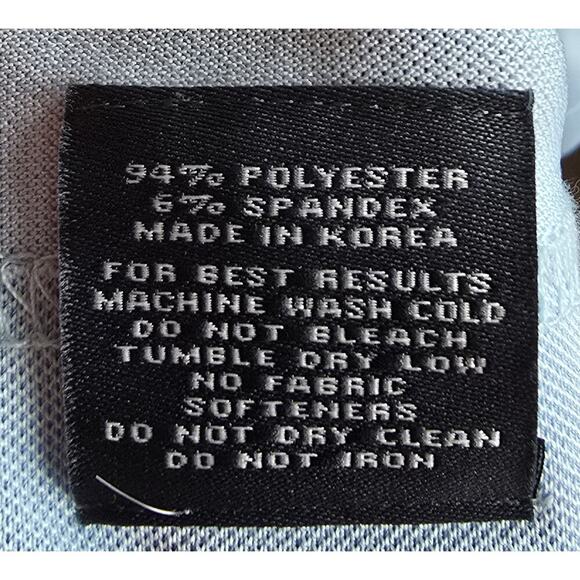 94% POLYESTER
6% SPANDEX
MADE IN KOREA
FOR BEST RESULTS
MACHINE WASH COLD
DO NOT BLEACH
TUMBLE DRY LOW
NO FABRIC
SOFTENERS
DO NOT DRY CLEAN
DO NOT IRON